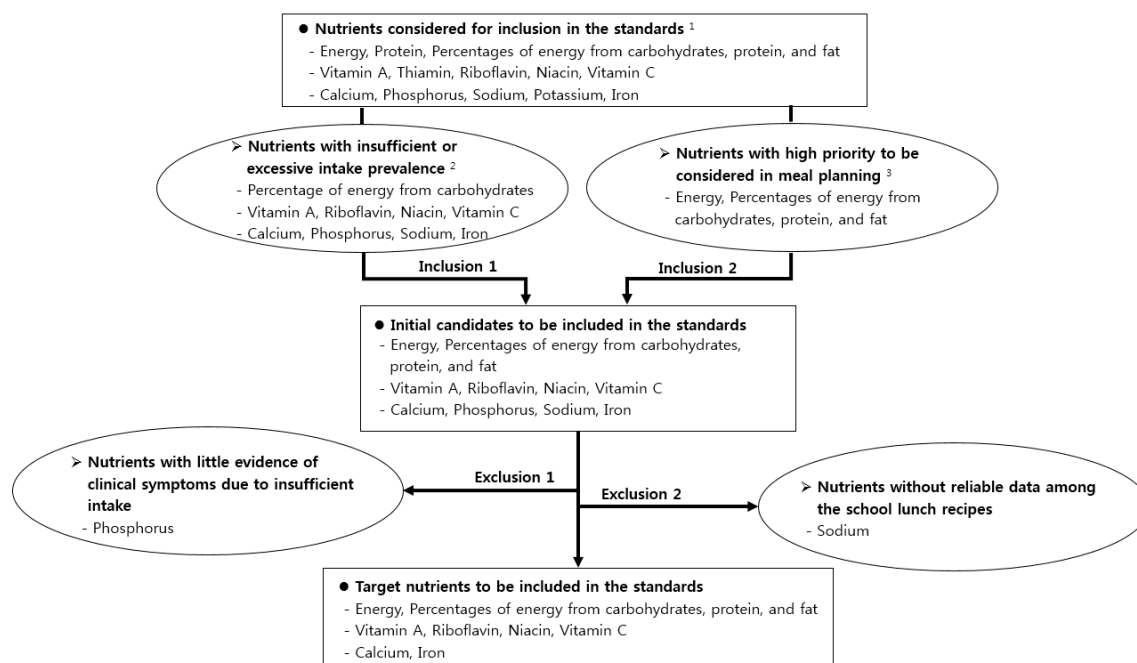 ● Nutrients considered for inclusion in the standards 1
- Energy, Protein, Percentages of energy from carbohydrates, protein, and fat
- Vitamin A, Thiamin, Riboflavin, Niacin, Vitamin C
- Calcium, Phosphorus, Sodium, Potassium, Iron
➢ Nutrients with insufficient or
excessive intake prevalence 2
- Percentage of energy from carbohydrates
- Vitamin A, Riboflavin, Niacin, Vitamin C
- Calcium, Phosphorus, Sodium, Iron
➢ Nutrients with high priority to be
considered in meal planning 3
- Energy, Percentages of energy from
carbohydrates, protein, and fat
Inclusion 1
Inclusion 2
● Initial candidates to be included in the standards
- Energy, Percentages of energy from carbohydrates,
protein, and fat
- Vitamin A, Riboflavin, Niacin, Vitamin C
- Calcium, Phosphorus, Sodium, Iron
➢ Nutrients with little evidence of
clinical symptoms due to insufficient
intake
- Phosphorus
Exclusion 1
Exclusion 2
➢ Nutrients without reliable data among
the school lunch recipes
- Sodium
● Target nutrients to be included in the standards
- Energy, Percentages of energy from carbohydrates, protein, and fat
- Vitamin A, Riboflavin, Niacin, Vitamin C
- Calcium, Iron